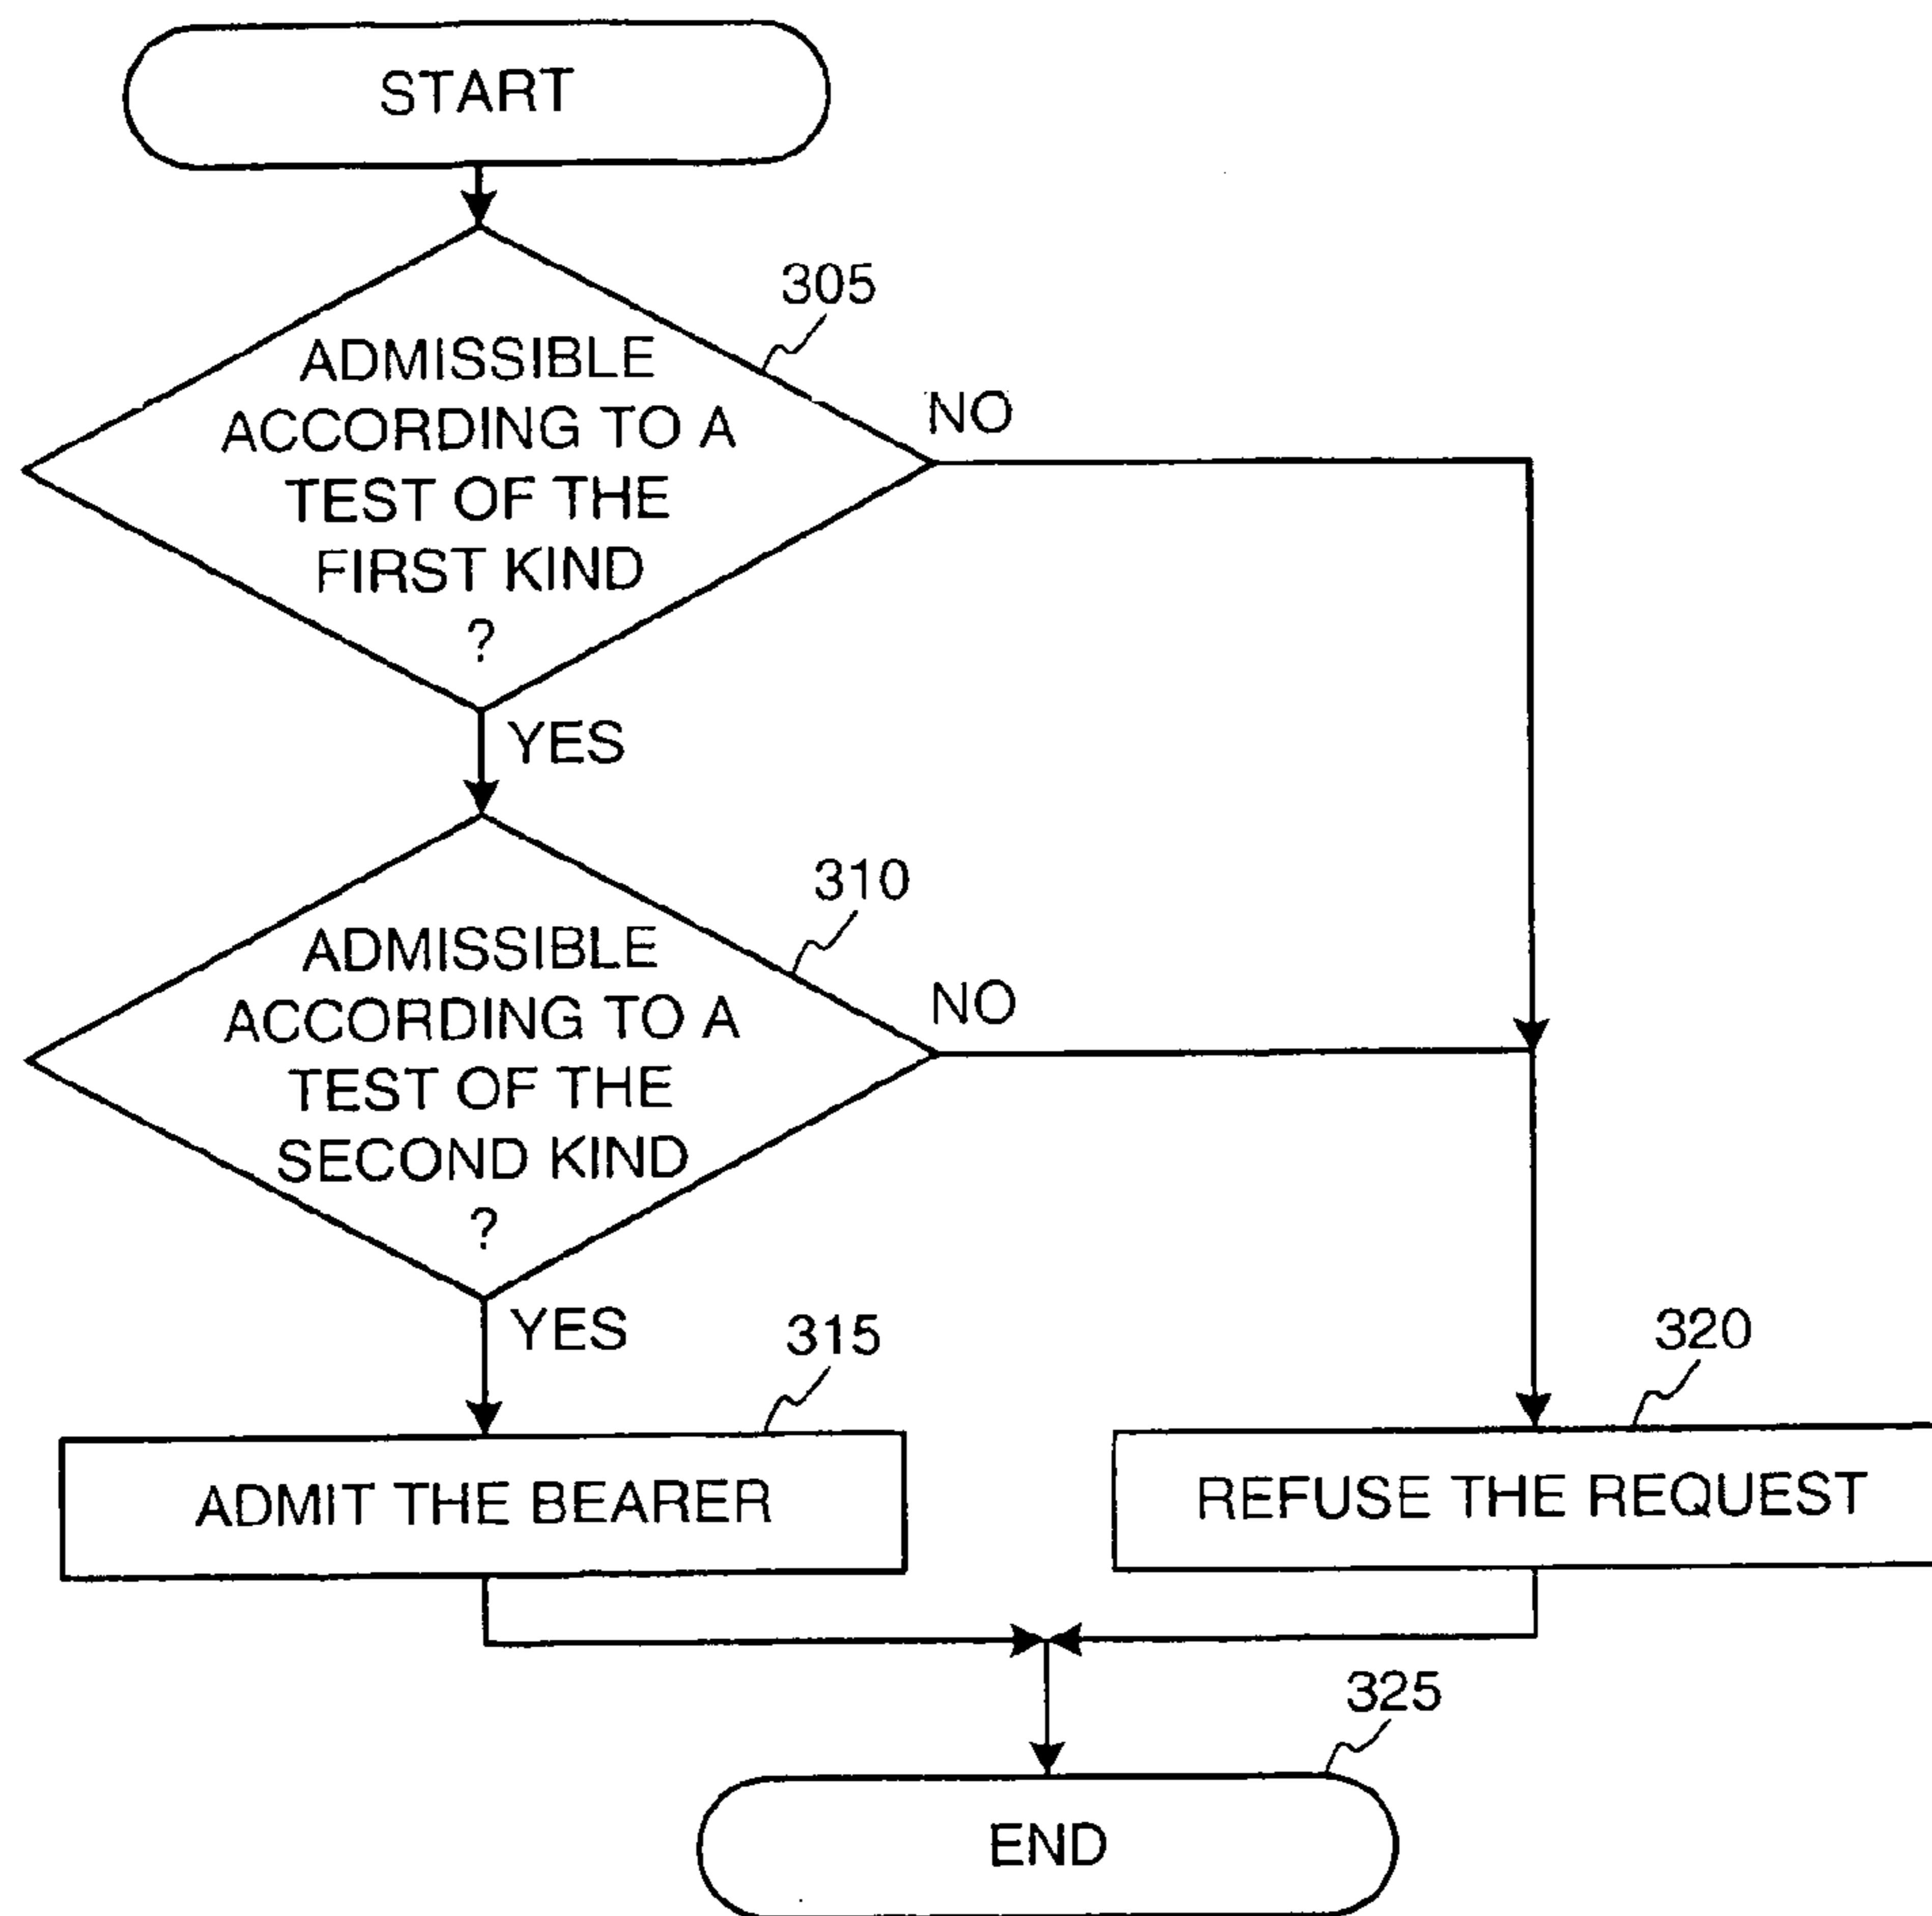 START
305
ADMISSIBLE
ACCORDING TO A
TEST OF THE
FIRST KIND
?
NO
YES
310
ADMISSIBLE
ACCORDING TO A
TEST OF THE
SECOND KIND
?
NO
YES
315
320
ADMIT THE BEARER
REFUSE THE REQUEST
325
END